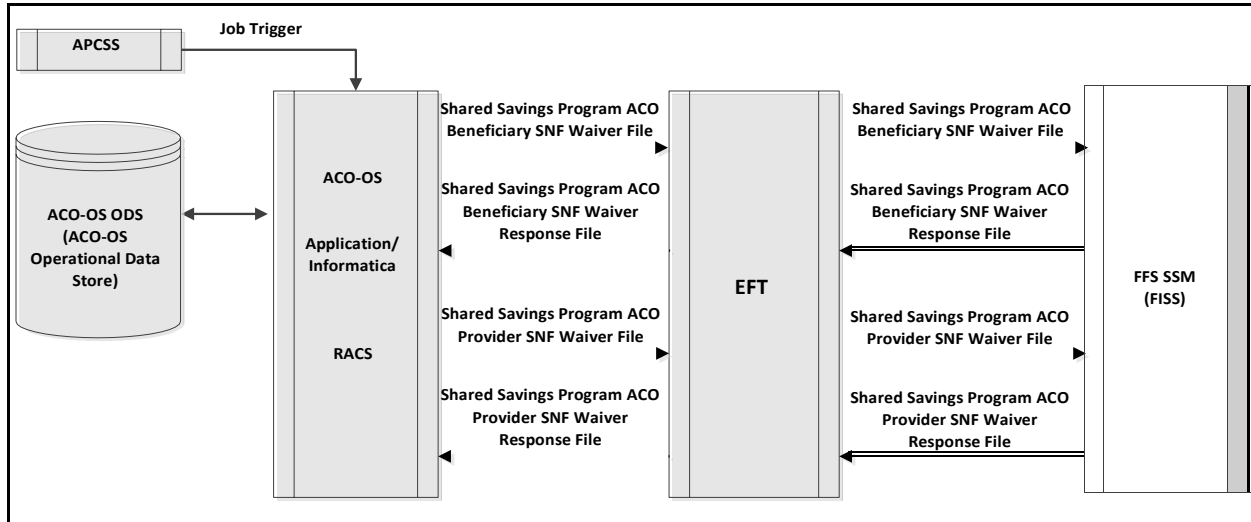 Job Trigger
APCSS
ACO-OS ODS
(ACO-OS
Operational Data
Store)
ACO-OS
Application/
Informatica
RACS
Shared Savings Program ACO
Beneficiary SNF Waiver File
Shared Savings Program ACO
Beneficiary SNF Waiver
Response File
Shared Savings Program ACO
Provider SNF Waiver File
Shared Savings Program ACO
Provider SNF Waiver
Response File
EFT
Shared Savings Program ACO
Beneficiary SNF Waiver File
Shared Savings Program ACO
Beneficiary SNF Waiver
Response File
Shared Savings Program ACO
Provider SNF Waiver File
Shared Savings Program ACO
Provider SNF Waiver
Response File
FFS SSM
(FISS)